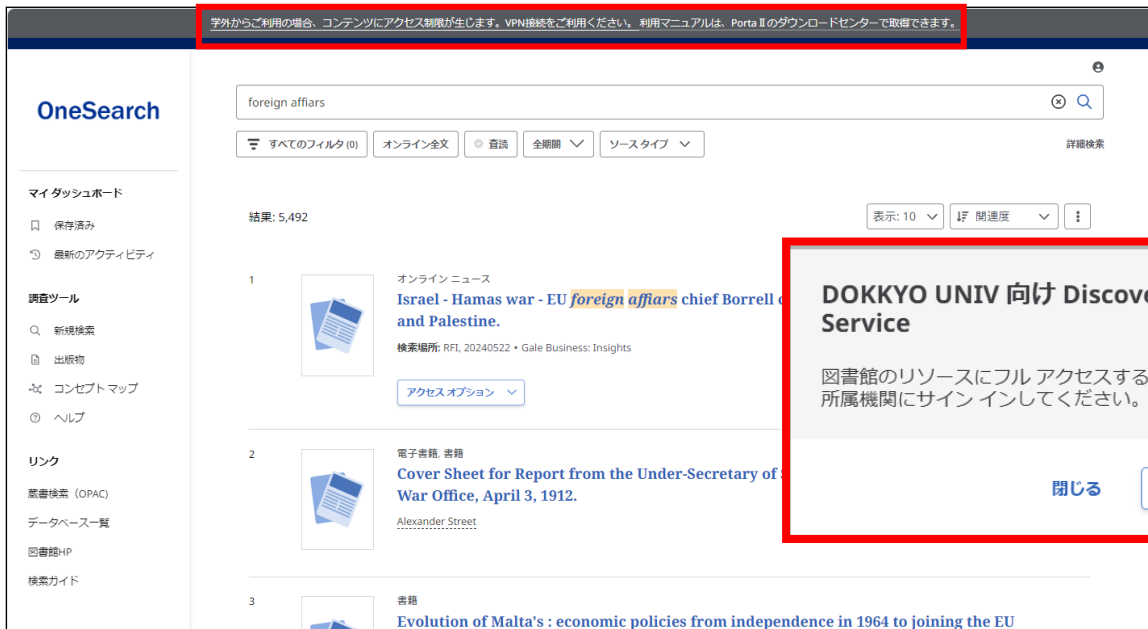 学外からご利用の場合、コンテンツにアクセス制限が生じます。VPN接続をご利用ください。 利用マニュアルは、PortaⅡのダウンロードセンターで取得できます。
OneSearch
foreign affiars
すべてのフィルタ (0)
オンライン全文
査読
全期間
ソース タイプ
詳細検索
マイ ダッシュボード
保存済み
最新のアクティビティ
調査ツール
新規検索
出版物
コンセプト マップ
ヘルプ
リンク
蔵書検索（OPAC)
データベース一覧
図書館HP
検索ガイド
結果: 5,492
表示: 10
関連度
1
オンライン ニュース
Israel - Hamas war - EU foreign affiars chief Borrell
and Palestine.
検索場所: RFI, 20240522 • Gale Business: Insights
アクセス オプション
2
電子書籍, 書籍
Cover Sheet for Report from the Under-Secretary of
War Office, April 3, 1912.
Alexander Street
3
書籍
Evolution of Malta's : economic policies from independence in 1964 to joining the EU
DOKKYO UNIV 向け Discove
Service
図書館のリソースにフル アクセスする
所属機関にサイン インしてください。
閉じる